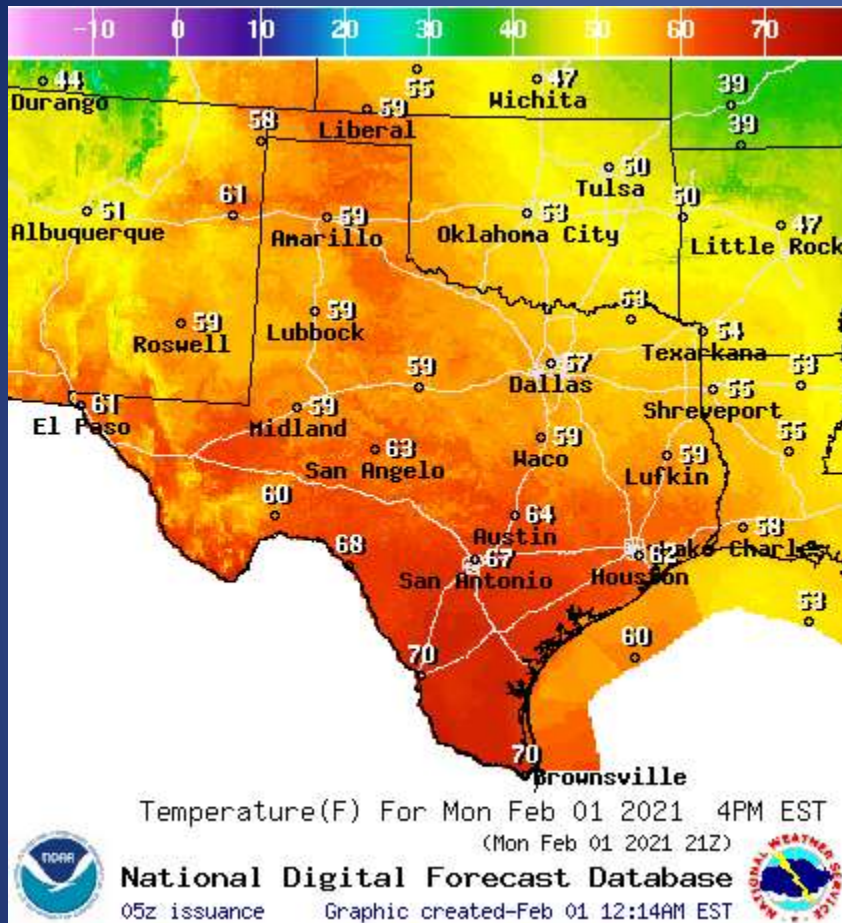 -10 0 10 20 30 40 50 60 70
44 Durango
55
47 Wichita
39
59 Liberal
58
39
50 Tulsa
51 Albuquerque
61
59 Amarillo
53 Oklahoma City
50
47 Little Rock
59 Roswell
59 Lubbock
53
54 Texarkana
57 Dallas
59
55 Shreveport
53
61 El Paso
59 Midland
63 San Angelo
59 Waco
59 Lufkin
55
60
64 Austin
58 Lake Charles
68
67 San Antonio
62 Houston
53
60
70
70 Brownsville
Temperature(F) For Mon Feb 01 2021 4PM EST
(Mon Feb 01 2021 21Z)
NOAA
National Digital Forecast Database
05z issuance Graphic created-Feb 01 12:14AM EST
NATIONAL WEATHER SERVICE